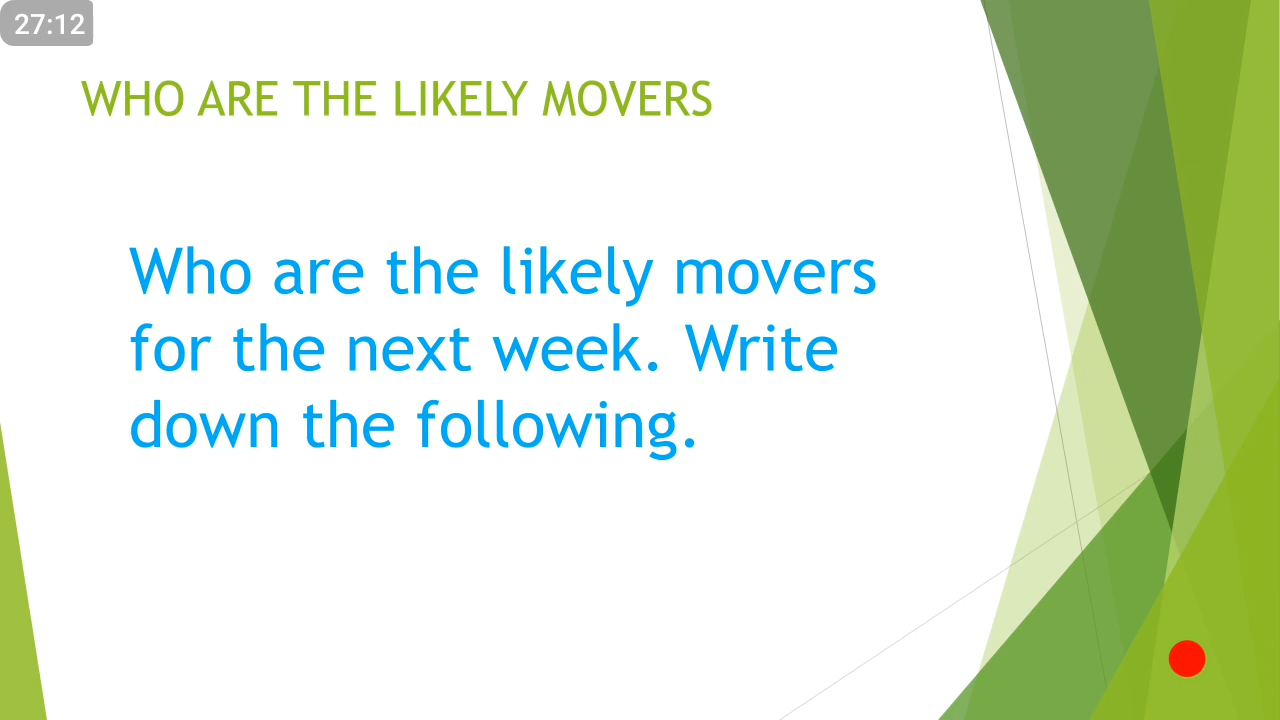 27:12
WHO ARE THE LIKELY MOVERS
Who are the likely movers
for the next week. Write
down the following.